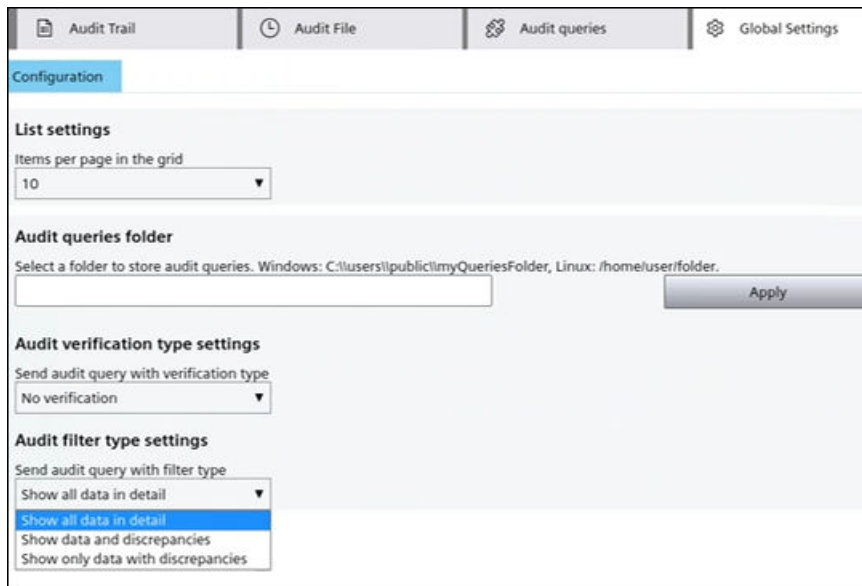 Audit Trail
Audit File
Audit queries
Global Settings
Configuration
List settings
Items per page in the grid
10
Audit queries folder
Select a folder to store audit queries. Windows: C:\\users\\public\\myQueriesFolder, Linux: /home/user/folder.
Apply
Audit verification type settings
Send audit query with verification type
No verification
Audit filter type settings
Send audit query with filter type
Show all data in detail
Show all data in detail
Show data and discrepancies
Show only data with discrepancies